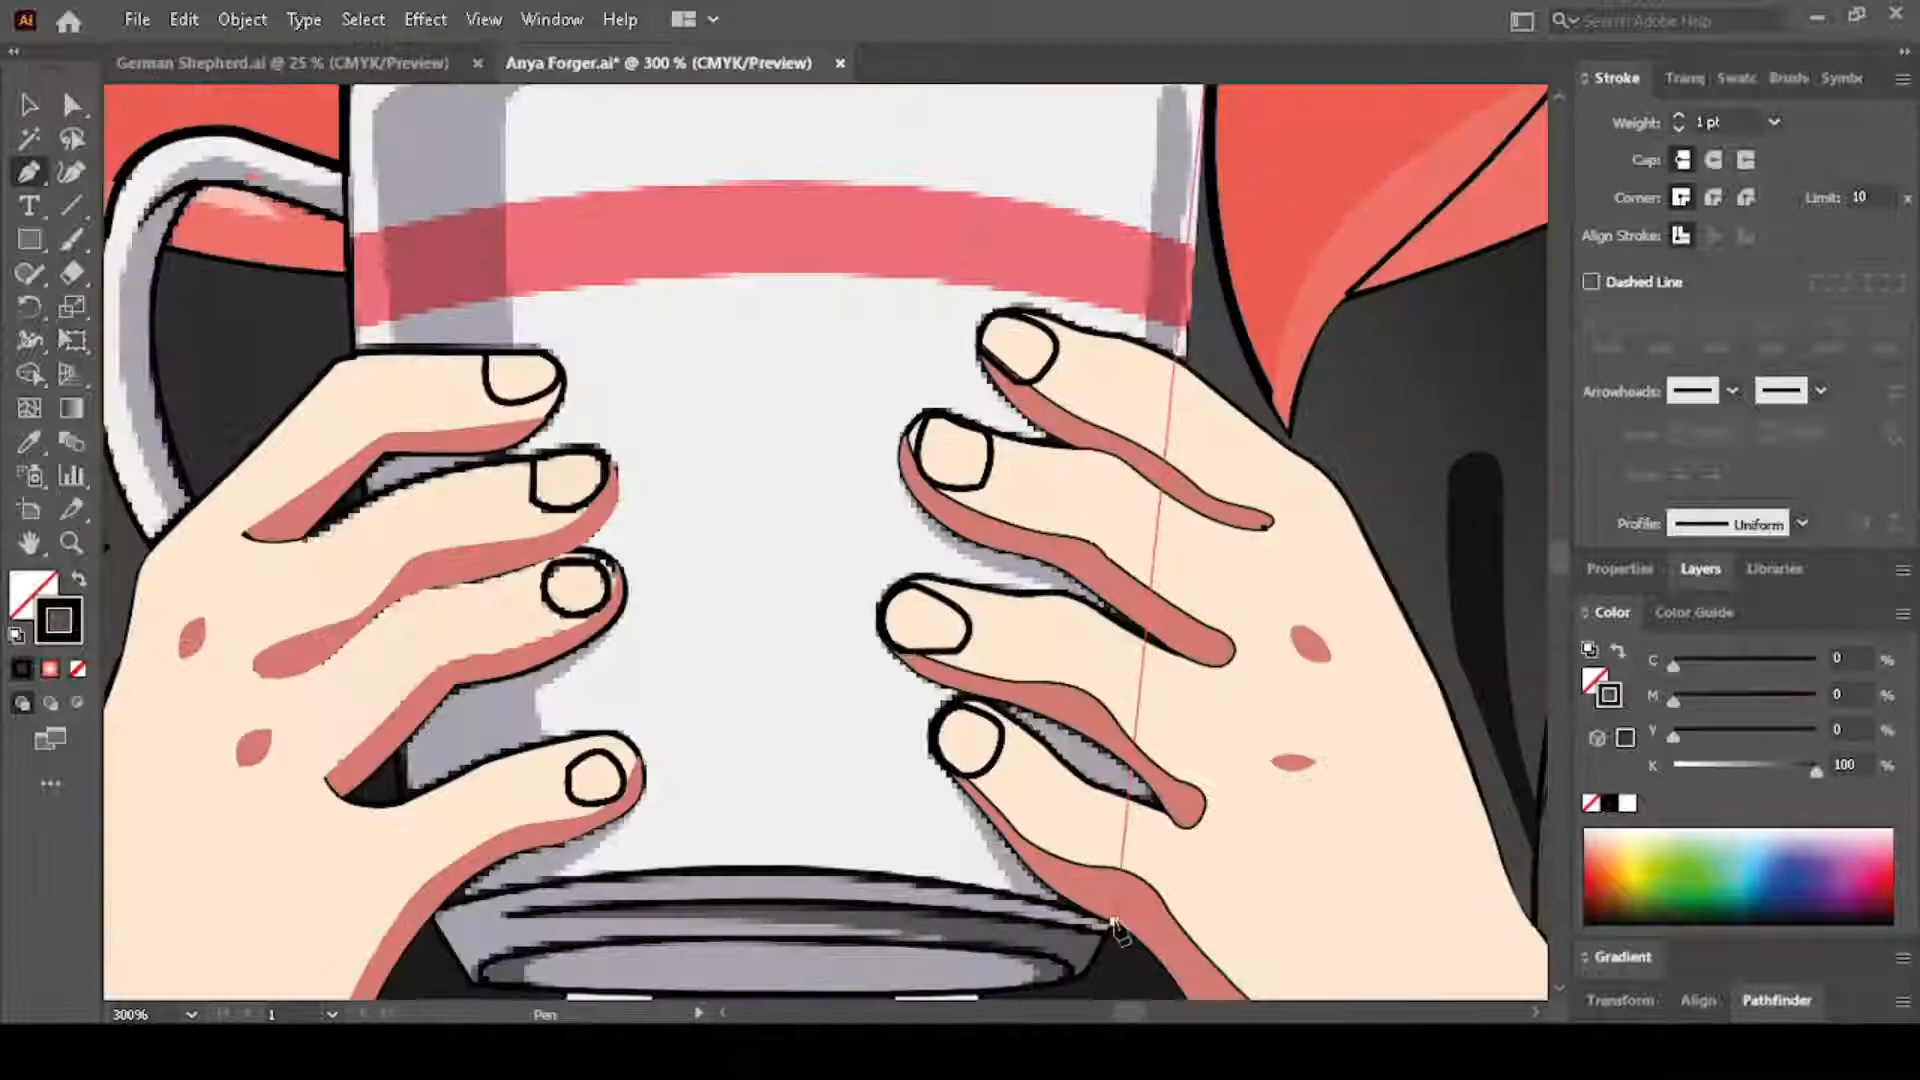 Ai File Edit Object Type Select Effect View Window Help Search Adobe Help
German Shepherd.ai @ 25 % (CMYK/Preview) × Anya Forger.ai* @ 300 % (CMYK/Preview) ×
Stroke Transp Swatc Brush Symbo
Weight: 1 pt
Cap:
Corner: Limit: 10 x
Align Stroke:
Dashed Line
Arrowheads:
Profile: Uniform
Properties Layers Libraries
Color Color Guide
C 0 %
M 0 %
Y 0 %
K 100 %
Gradient
Transform Align Pathfinder
300% 1 Pen